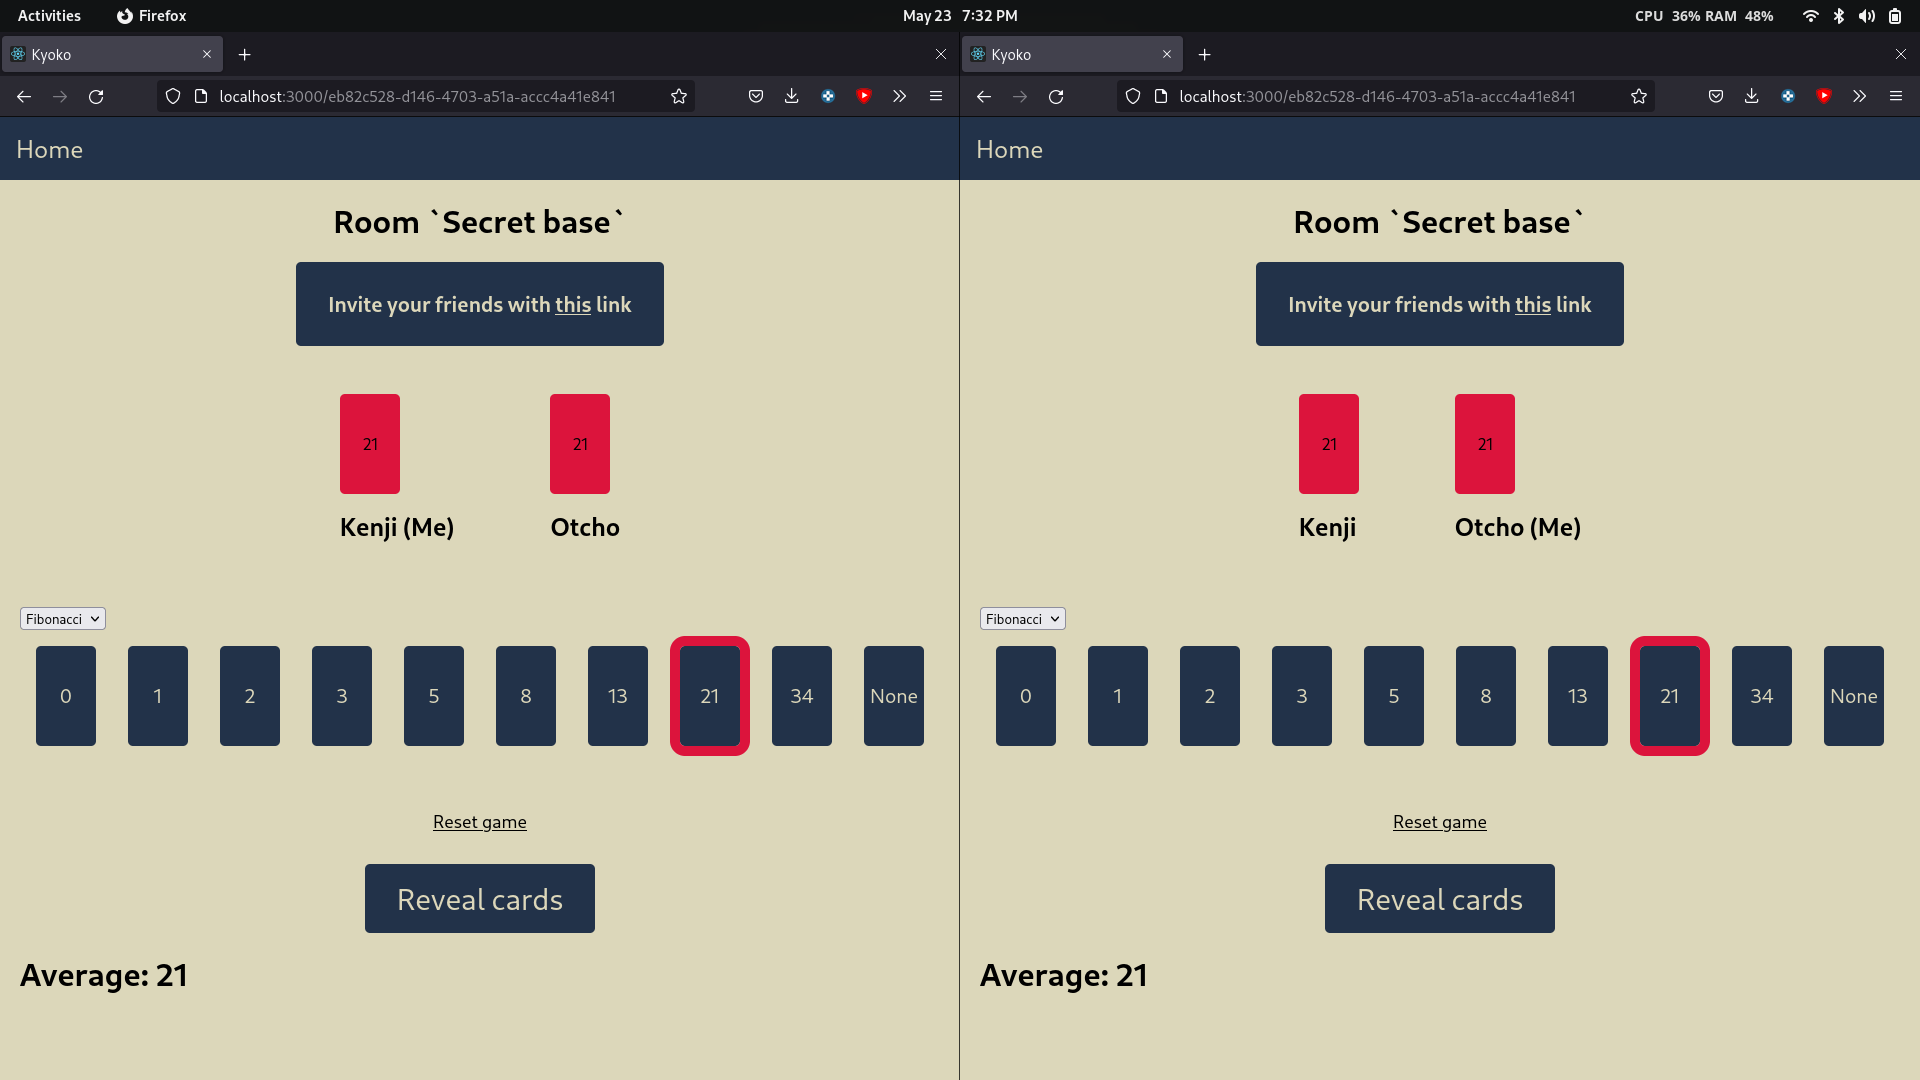 Activities Firefox May 23 7:32 PM CPU 36% RAM 48%
Kyoko
localhost:3000/eb82c528-d146-4703-a51a-accc4a41e841
Home
Room `Secret base`
Invite your friends with this link
21 21
Kenji (Me) Otcho
Fibonacci
0 1 2 3 5 8 13 21 34 None
Reset game
Reveal cards
Average: 21
Kyoko
localhost:3000/eb82c528-d146-4703-a51a-accc4a41e841
Home
Room `Secret base`
Invite your friends with this link
21 21
Kenji Otcho (Me)
Fibonacci
0 1 2 3 5 8 13 21 34 None
Reset game
Reveal cards
Average: 21